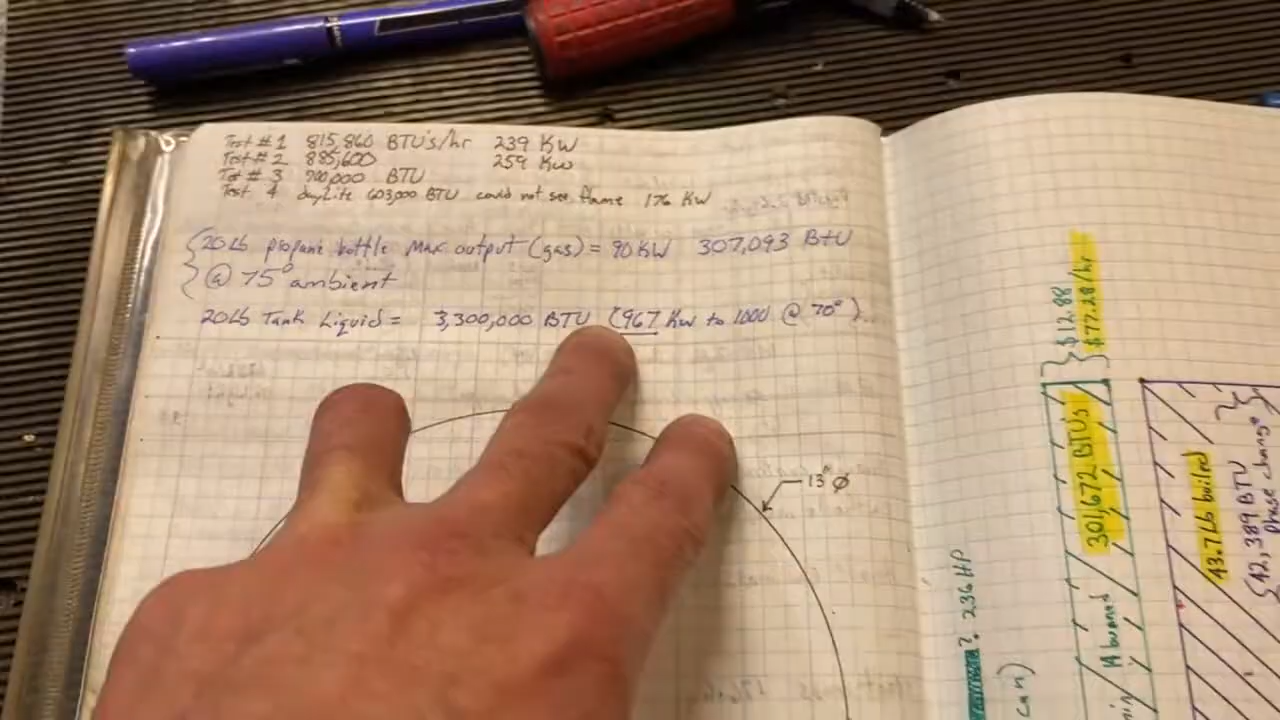 Test # 1 815,860 BTU's/hr 239 KW
Test # 2 885,600 259 KW
Test # 3 700,000 BTU
Test 4 daylite 603,000 BTU could not see flame 176 KW
20Lb propane bottle Max output (gas) = 90 KW 307,093 BTU
@ 75° ambient
20Lb Tank Liquid = 3,300,000 BTU (967 KW to 1000 @ 70°)
13" Ø
$12.88
$77.28/hr
301,672 BTU's
43.7 Lb boiled
42,389 BTU
phase change
?. 236 HP